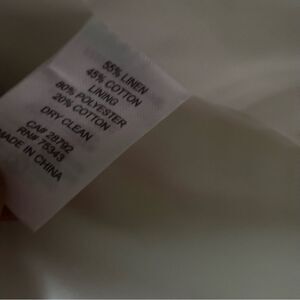 55% LINEN
45% COTTON
LINING
80% POLYESTER
20% COTTON
DRY CLEAN
CA# 28792
RN# 75343
MADE IN CHINA